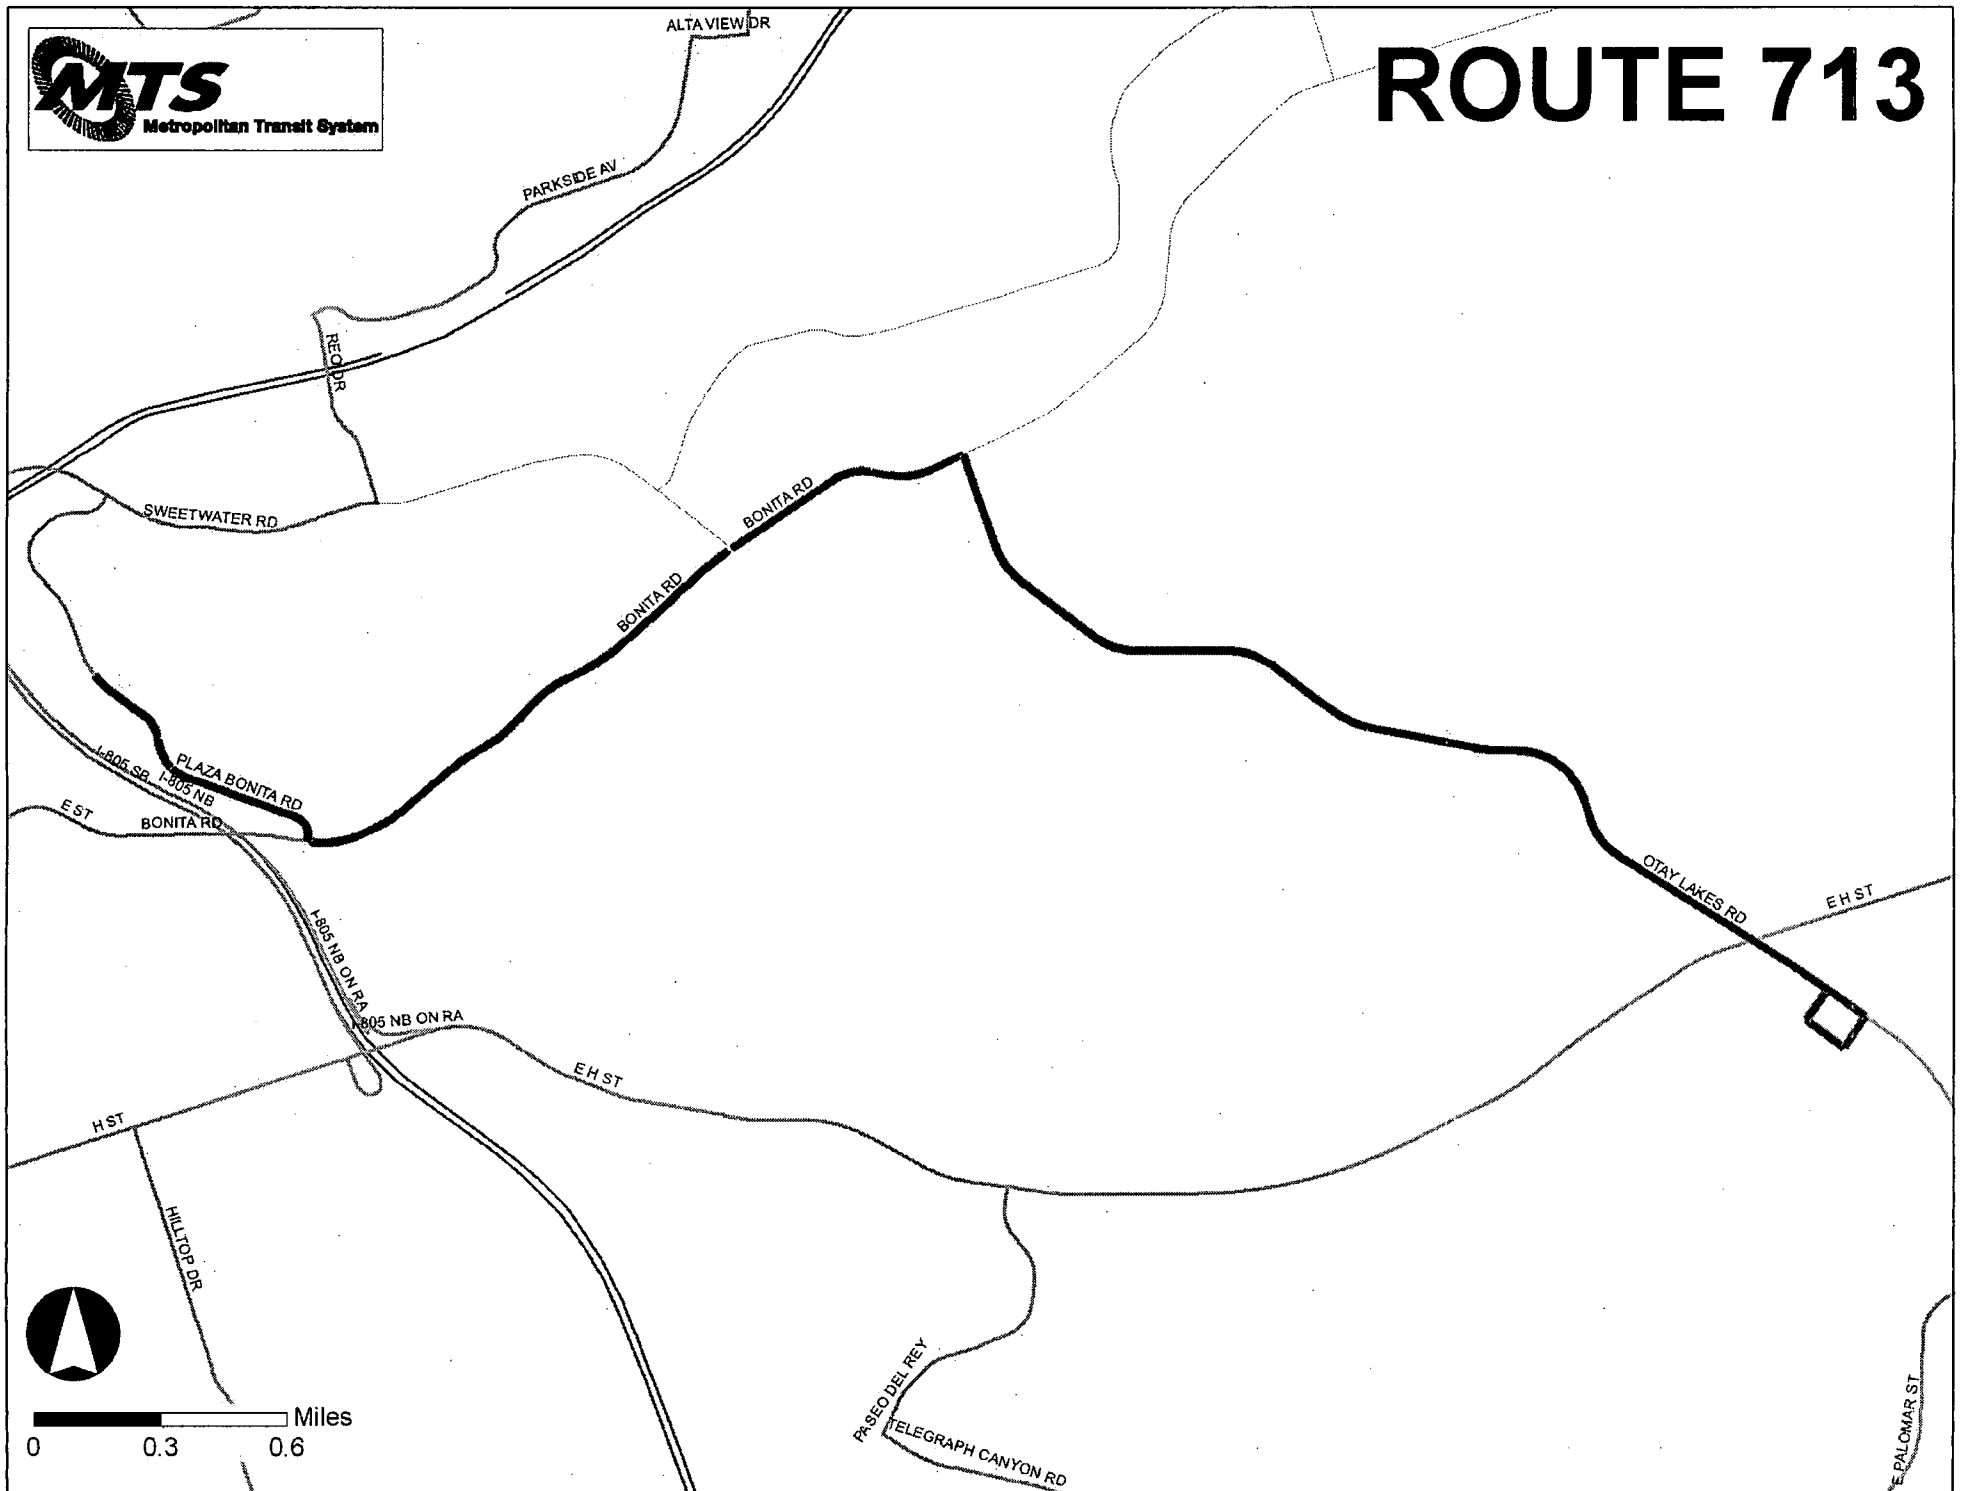 ALTA VIEW DR
ROUTE 713
MTS
Metropolitan Transit System
PARKSIDE AV
REO DR
SWEETWATER RD
BONITA RD
BONITA RD
I-805 SB
I-805 NB
PLAZA BONITA RD
E ST
BONITA RD
OTAY LAKES RD
E H ST
I-805 NB ON RA
I-805 NB ON RA
E H ST
H ST
HILLTOP DR
PASEO DEL REY
TELEGRAPH CANYON RD
E PALOMAR ST
Miles
0 0.3 0.6